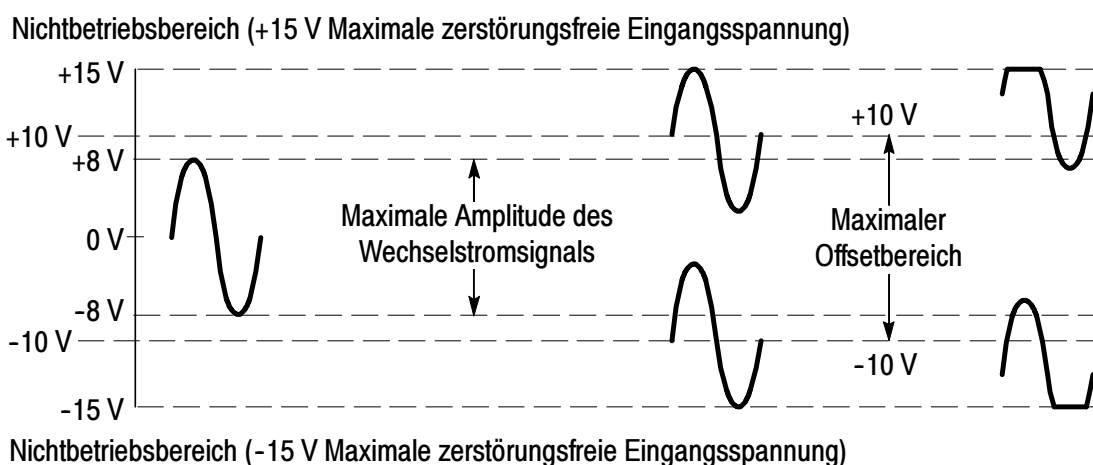 Nichtbetriebsbereich (+15 V Maximale zerstörungsfreie Eingangsspannung)
+15 V
+10 V
+10 V
+8 V
Maximale Amplitude des
Wechselstromsignals
Maximaler
Offsetbereich
0 V
-8 V
-10 V
-10 V
-15 V
Nichtbetriebsbereich (-15 V Maximale zerstörungsfreie Eingangsspannung)